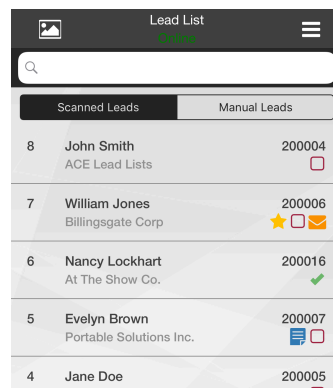 Lead List
Online
Scanned Leads Manual Leads
8 John Smith 200004
ACE Lead Lists
7 William Jones 200006
Billingsgate Corp
6 Nancy Lockhart 200016
At The Show Co.
5 Evelyn Brown 200007
Portable Solutions Inc.
4 Jane Doe 200005